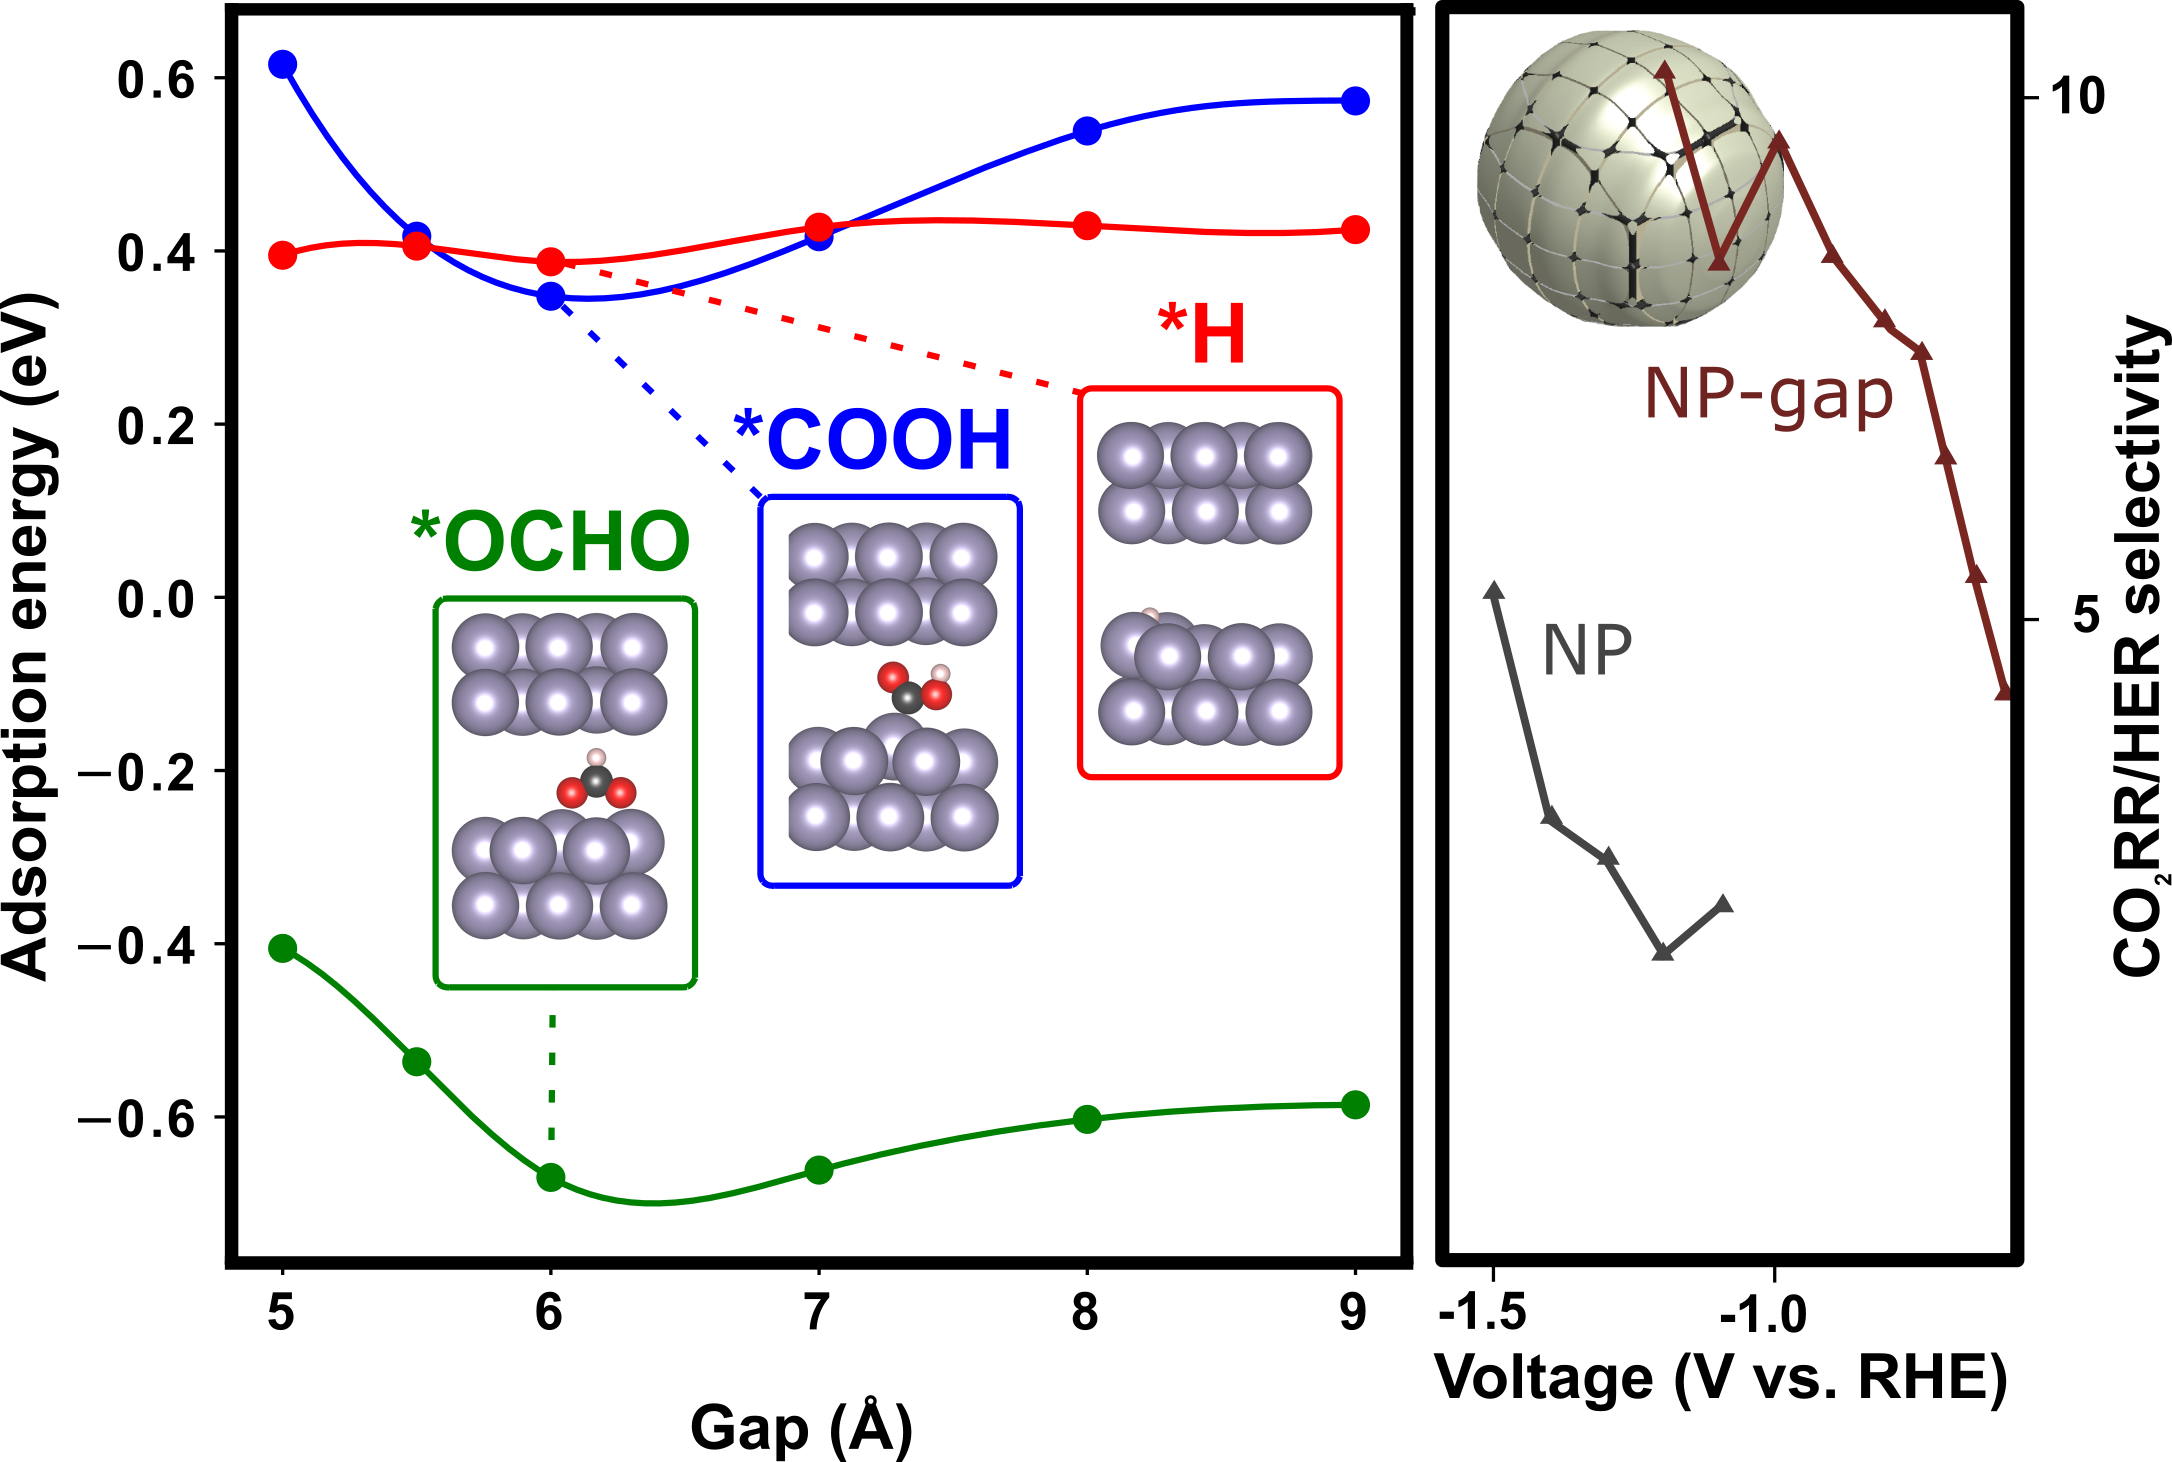 Adsorption energy (eV)
0.6
0.4
0.2
0.0
−0.2
−0.4
−0.6
*OCHO
*COOH
*H
5
6
7
8
9
Gap (Å)
NP-gap
NP
10
5
CO₂RR/HER selectivity
-1.5
-1.0
Voltage (V vs. RHE)